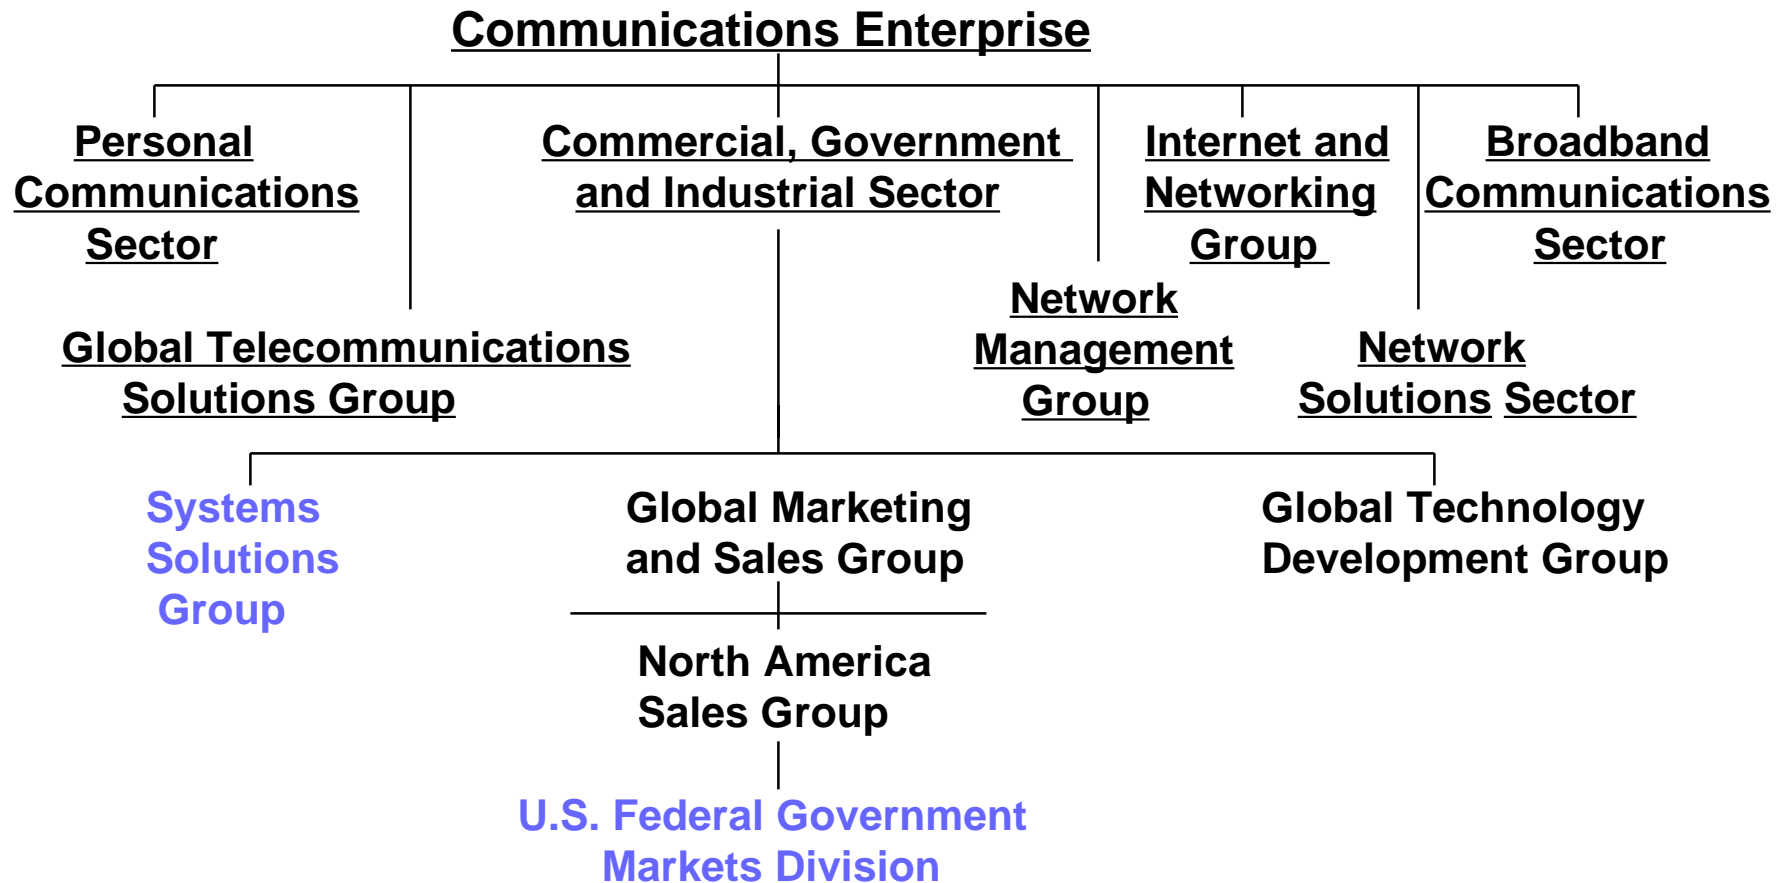 Communications Enterprise
Personal
Communications
Sector
Commercial, Government
and Industrial Sector
Internet and
Networking
Group
Broadband
Communications
Sector
Global Telecommunications
Solutions Group
Network
Management
Group
Network
Solutions Sector
Systems
Solutions
Group
Global Marketing
and Sales Group
Global Technology
Development Group
North America
Sales Group
U.S. Federal Government
Markets Division